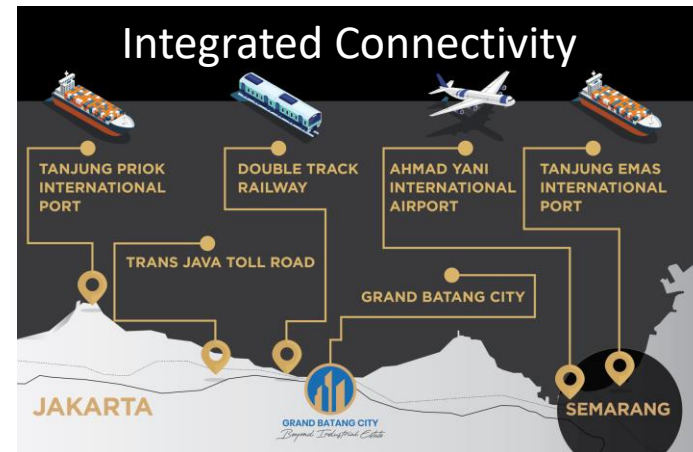 Integrated Connectivity
TANJUNG PRIOK
INTERNATIONAL
PORT
DOUBLE TRACK
RAILWAY
AHMAD YANI
INTERNATIONAL
AIRPORT
TANJUNG EMAS
INTERNATIONAL
PORT
TRANS JAVA TOLL ROAD
GRAND BATANG CITY
JAKARTA
GRAND BATANG CITY
Beyond Industrial Estate
SEMARANG